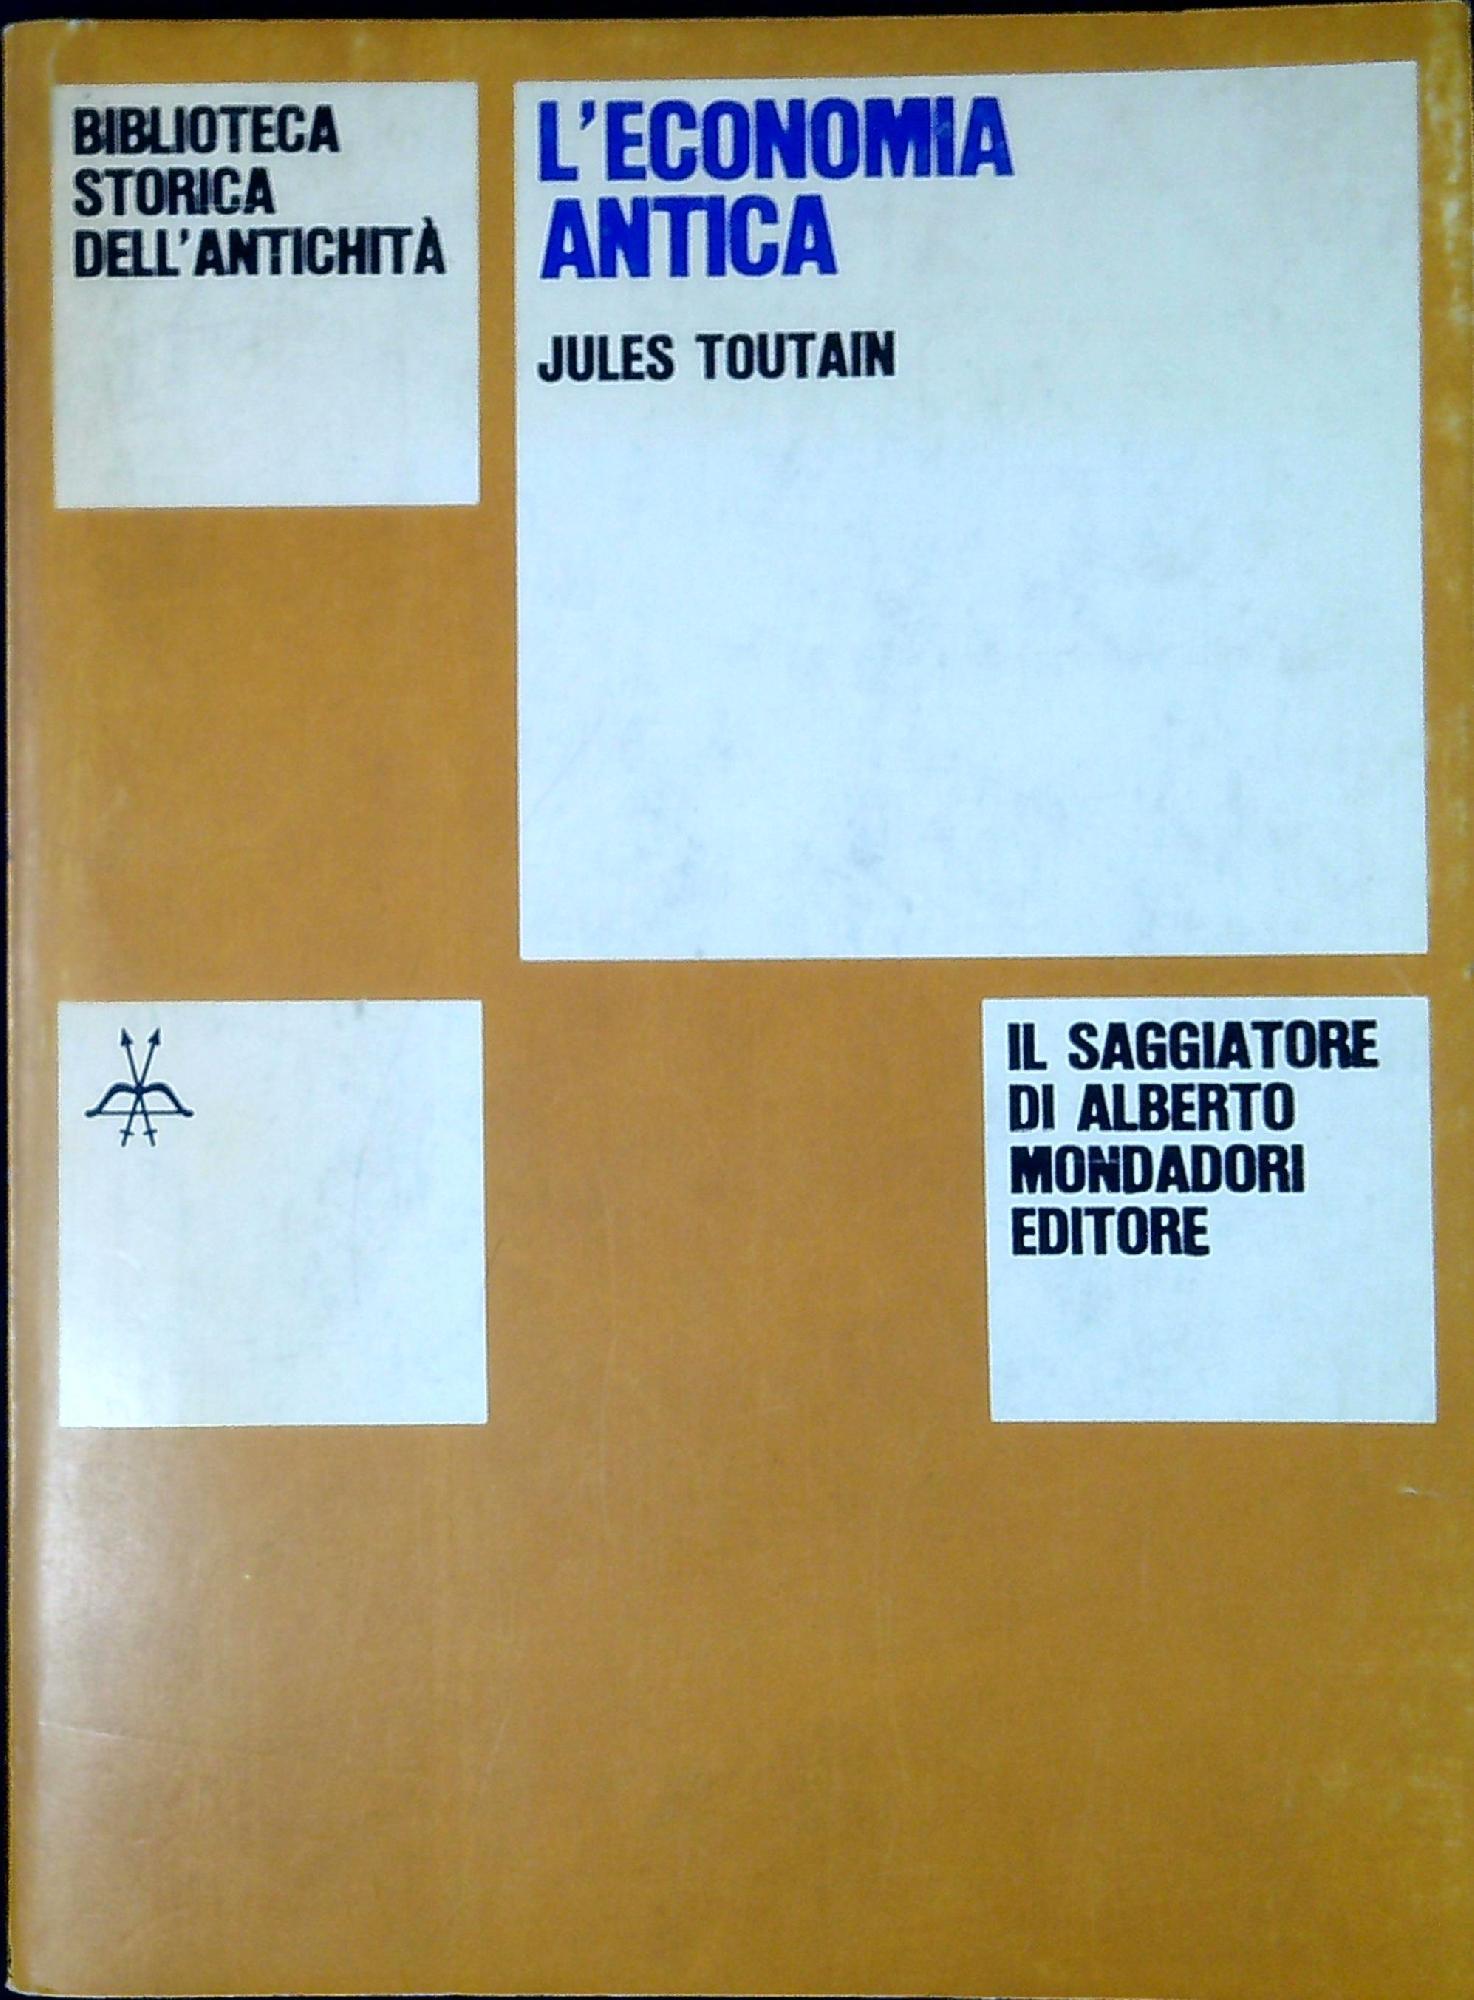 BIBLIOTECA
STORICA
DELL'ANTICHITÀ
L'ECONOMIA
ANTICA
JULES TOUTAIN
IL SAGGIATORE
DI ALBERTO
MONDADORI
EDITORE